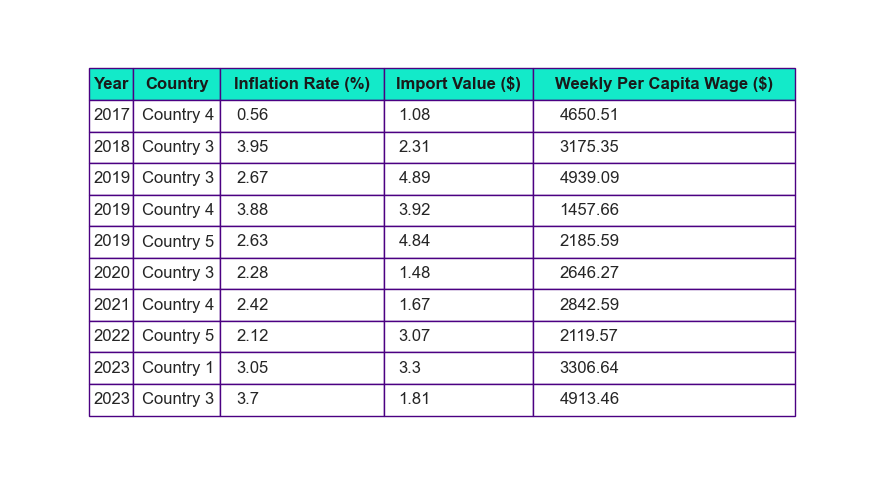 Year Country Inflation Rate (%) Import Value ($) Weekly Per Capita Wage ($)
2017 Country 4 0.56 1.08 4650.51
2018 Country 3 3.95 2.31 3175.35
2019 Country 3 2.67 4.89 4939.09
2019 Country 4 3.88 3.92 1457.66
2019 Country 5 2.63 4.84 2185.59
2020 Country 3 2.28 1.48 2646.27
2021 Country 4 2.42 1.67 2842.59
2022 Country 5 2.12 3.07 2119.57
2023 Country 1 3.05 3.3 3306.64
2023 Country 3 3.7 1.81 4913.46